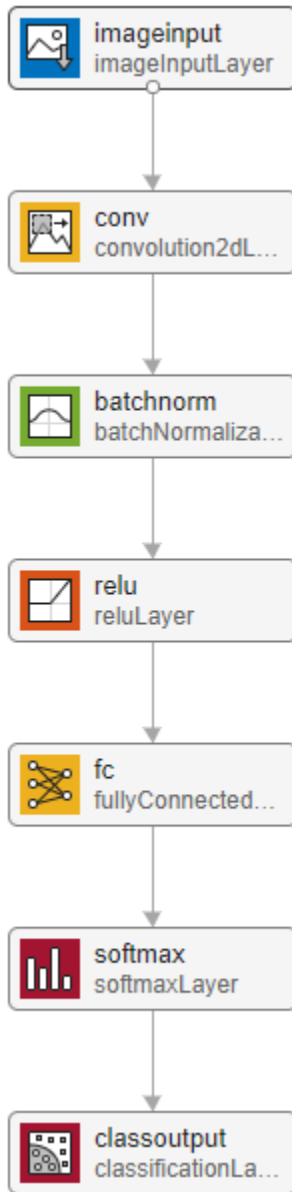 imageinput
imageInputLayer
conv
convolution2dL...
batchnorm
batchNormaliza...
relu
reluLayer
fc
fullyConnected...
softmax
softmaxLayer
classoutput
classificationLa...